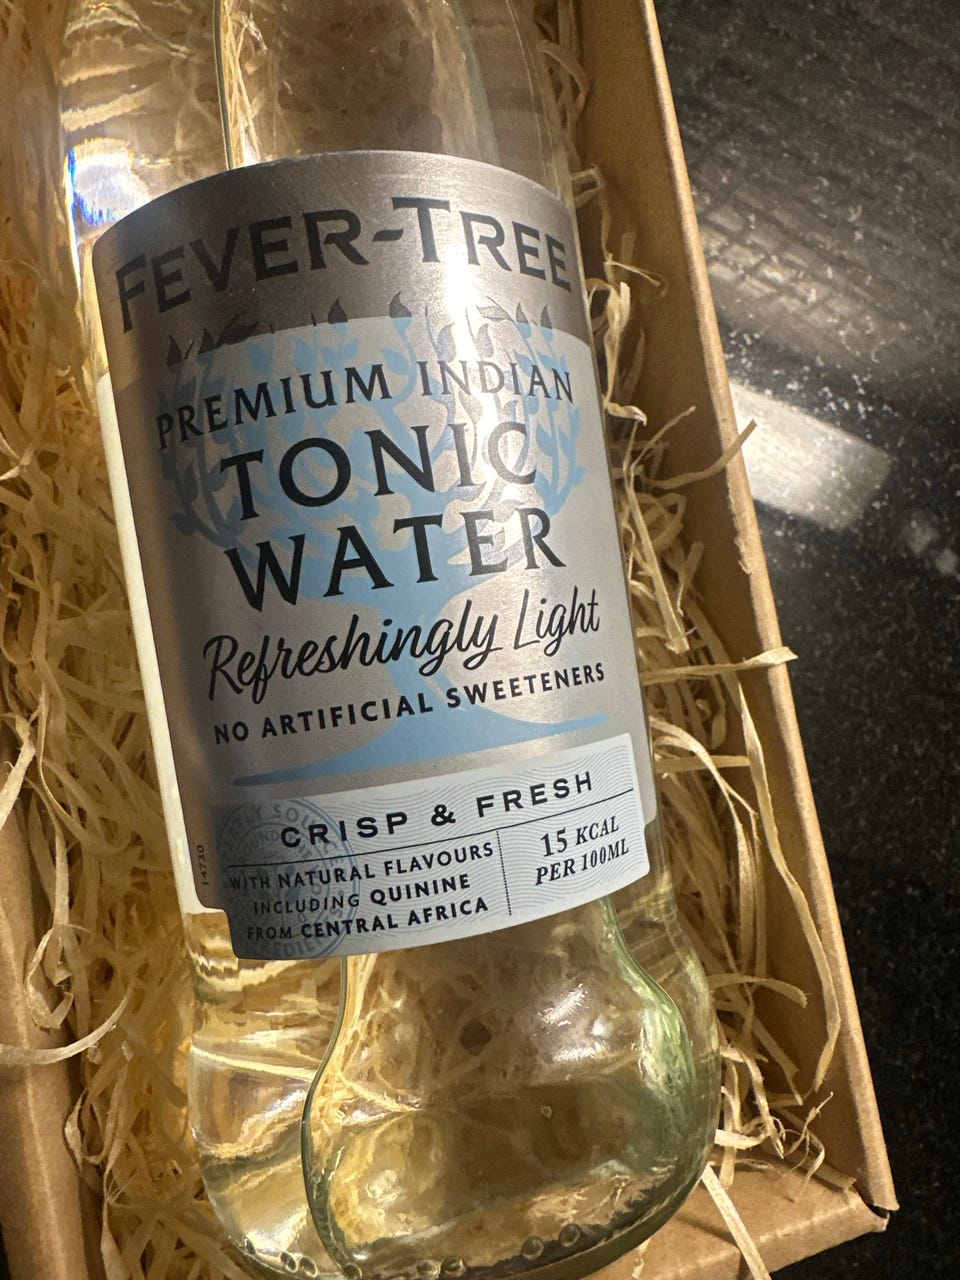 FEVER-TREE
PREMIUM INDIAN
TONIC
WATER
Refreshingly Light
NO ARTIFICIAL SWEETENERS
CRISP & FRESH
WITH NATURAL FLAVOURS
INCLUDING QUININE
FROM CENTRAL AFRICA
15 KCAL
PER 100ML
14730